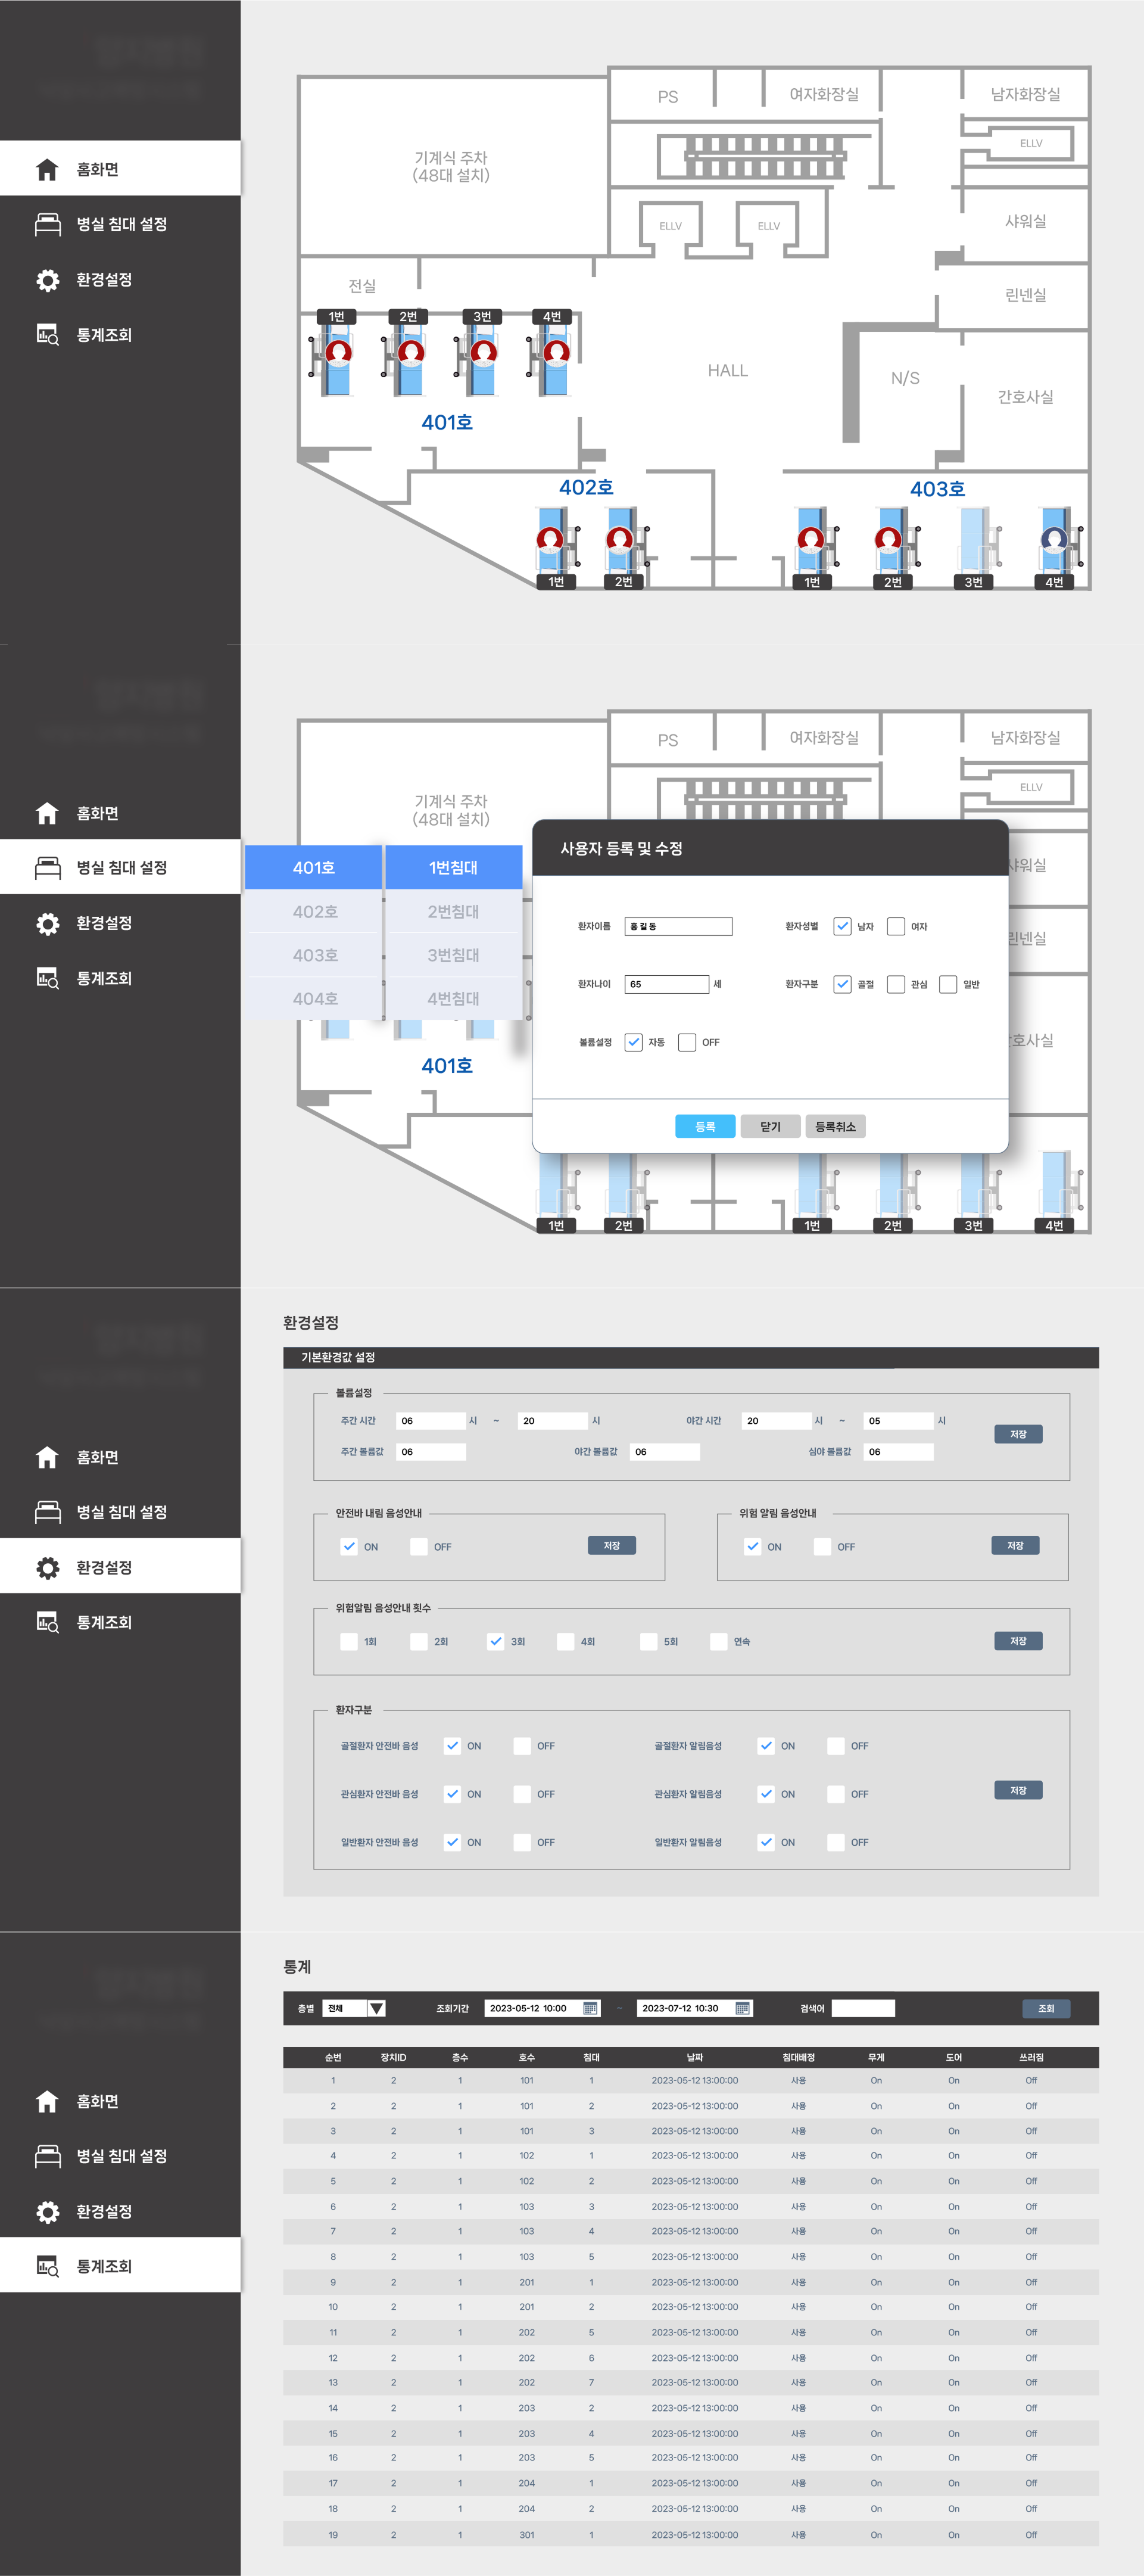 홈화면
병실 침대 설정
환경설정
통계조회
PS
여자화장실
남자화장실
ELLV
기계식 주차
(48대 설치)
ELLV
ELLV
샤워실
전실
린넨실
1번
2번
3번
4번
HALL
N/S
간호사실
401호
402호
403호
1번
2번
1번
2번
3번
4번
홈화면
병실 침대 설정
환경설정
통계조회
PS
여자화장실
남자화장실
ELLV
기계식 주차
(48대 설치)
401호
402호
403호
404호
1번침대
2번침대
3번침대
4번침대
사용자 등록 및 수정
환자이름 홍길동
환자성별 남자 여자
환자나이 65 세
환자구분 골절 관심 일반
볼륨설정 자동 OFF
등록 닫기 등록취소
샤워실
린넨실
간호사실
401호
1번
2번
1번
2번
3번
4번
홈화면
병실 침대 설정
환경설정
통계조회
환경설정
기본환경값 설정
볼륨설정
주간 시간 06 시 ~ 20 시 야간 시간 20 시 ~ 05 시
저장
주간 볼륨값 06 야간 볼륨값 06 심야 볼륨값 06
안전바 내림 음성안내
ON OFF 저장
위험 알림 음성안내
ON OFF 저장
위험알림 음성안내 횟수
1회 2회 3회 4회 5회 연속 저장
환자구분
골절환자 안전바 음성 ON OFF 골절환자 알림음성 ON OFF
관심환자 안전바 음성 ON OFF 관심환자 알림음성 ON OFF
저장
일반환자 안전바 음성 ON OFF 일반환자 알림음성 ON OFF
홈화면
병실 침대 설정
환경설정
통계조회
통계
층별 전체 조회기간 2023-05-12 10:00 ~ 2023-07-12 10:30 검색어 조회
순번 장치ID 층수 호수 침대 날짜 침대배정 무게 도어 쓰러짐
1 2 1 101 1 2023-05-12 13:00:00 사용 On On Off
2 2 1 101 2 2023-05-12 13:00:00 사용 On On Off
3 2 1 101 3 2023-05-12 13:00:00 사용 On On Off
4 2 1 102 1 2023-05-12 13:00:00 사용 On On Off
5 2 1 102 2 2023-05-12 13:00:00 사용 On On Off
6 2 1 103 3 2023-05-12 13:00:00 사용 On On Off
7 2 1 103 4 2023-05-12 13:00:00 사용 On On Off
8 2 1 103 5 2023-05-12 13:00:00 사용 On On Off
9 2 1 201 1 2023-05-12 13:00:00 사용 On On Off
10 2 1 201 2 2023-05-12 13:00:00 사용 On On Off
11 2 1 202 5 2023-05-12 13:00:00 사용 On On Off
12 2 1 202 6 2023-05-12 13:00:00 사용 On On Off
13 2 1 202 7 2023-05-12 13:00:00 사용 On On Off
14 2 1 203 2 2023-05-12 13:00:00 사용 On On Off
15 2 1 203 4 2023-05-12 13:00:00 사용 On On Off
16 2 1 203 5 2023-05-12 13:00:00 사용 On On Off
17 2 1 204 1 2023-05-12 13:00:00 사용 On On Off
18 2 1 204 2 2023-05-12 13:00:00 사용 On On Off
19 2 1 301 1 2023-05-12 13:00:00 사용 On On Off